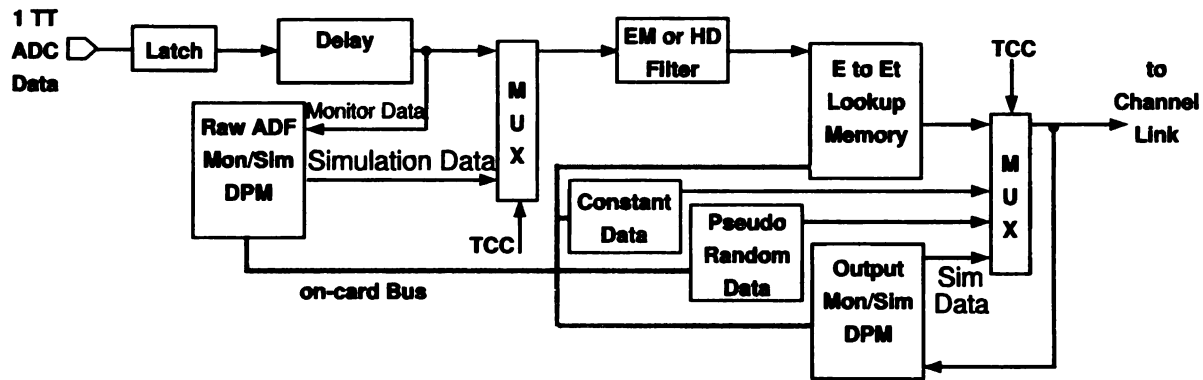 1 TT
ADC
Data
Latch
Delay
MUX
EM or HD
Filter
E to Et
Lookup
Memory
TCC
to
Channel
Link
Monitor Data
Raw ADF
Mon/Sim
DPM
Simulation Data
TCC
Constant
Data
Pseudo
Random
Data
MUX
Output
Mon/Sim
DPM
Sim
Data
on-card Bus